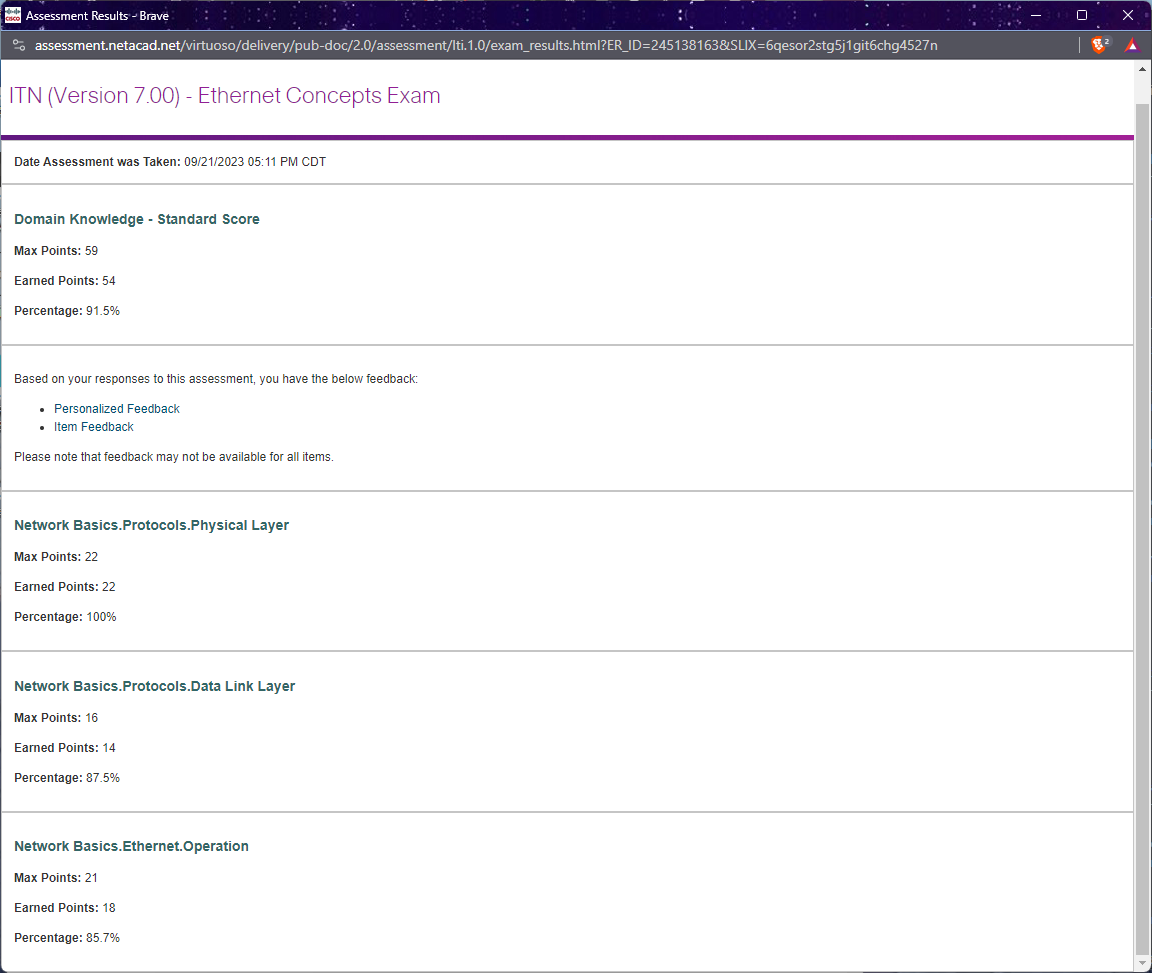 Assessment Results - Brave
assessment.netacad.net/virtuoso/delivery/pub-doc/2.0/assessment/lti.1.0/exam_results.html?ER_ID=245138163&SLIX=6qesor2stg5j1git6chg4527n
2
ITN (Version 7.00) - Ethernet Concepts Exam
Date Assessment was Taken: 09/21/2023 05:11 PM CDT
Domain Knowledge - Standard Score
Max Points: 59
Earned Points: 54
Percentage: 91.5%
Based on your responses to this assessment, you have the below feedback:
• Personalized Feedback
• Item Feedback
Please note that feedback may not be available for all items.
Network Basics.Protocols.Physical Layer
Max Points: 22
Earned Points: 22
Percentage: 100%
Network Basics.Protocols.Data Link Layer
Max Points: 16
Earned Points: 14
Percentage: 87.5%
Network Basics.Ethernet.Operation
Max Points: 21
Earned Points: 18
Percentage: 85.7%